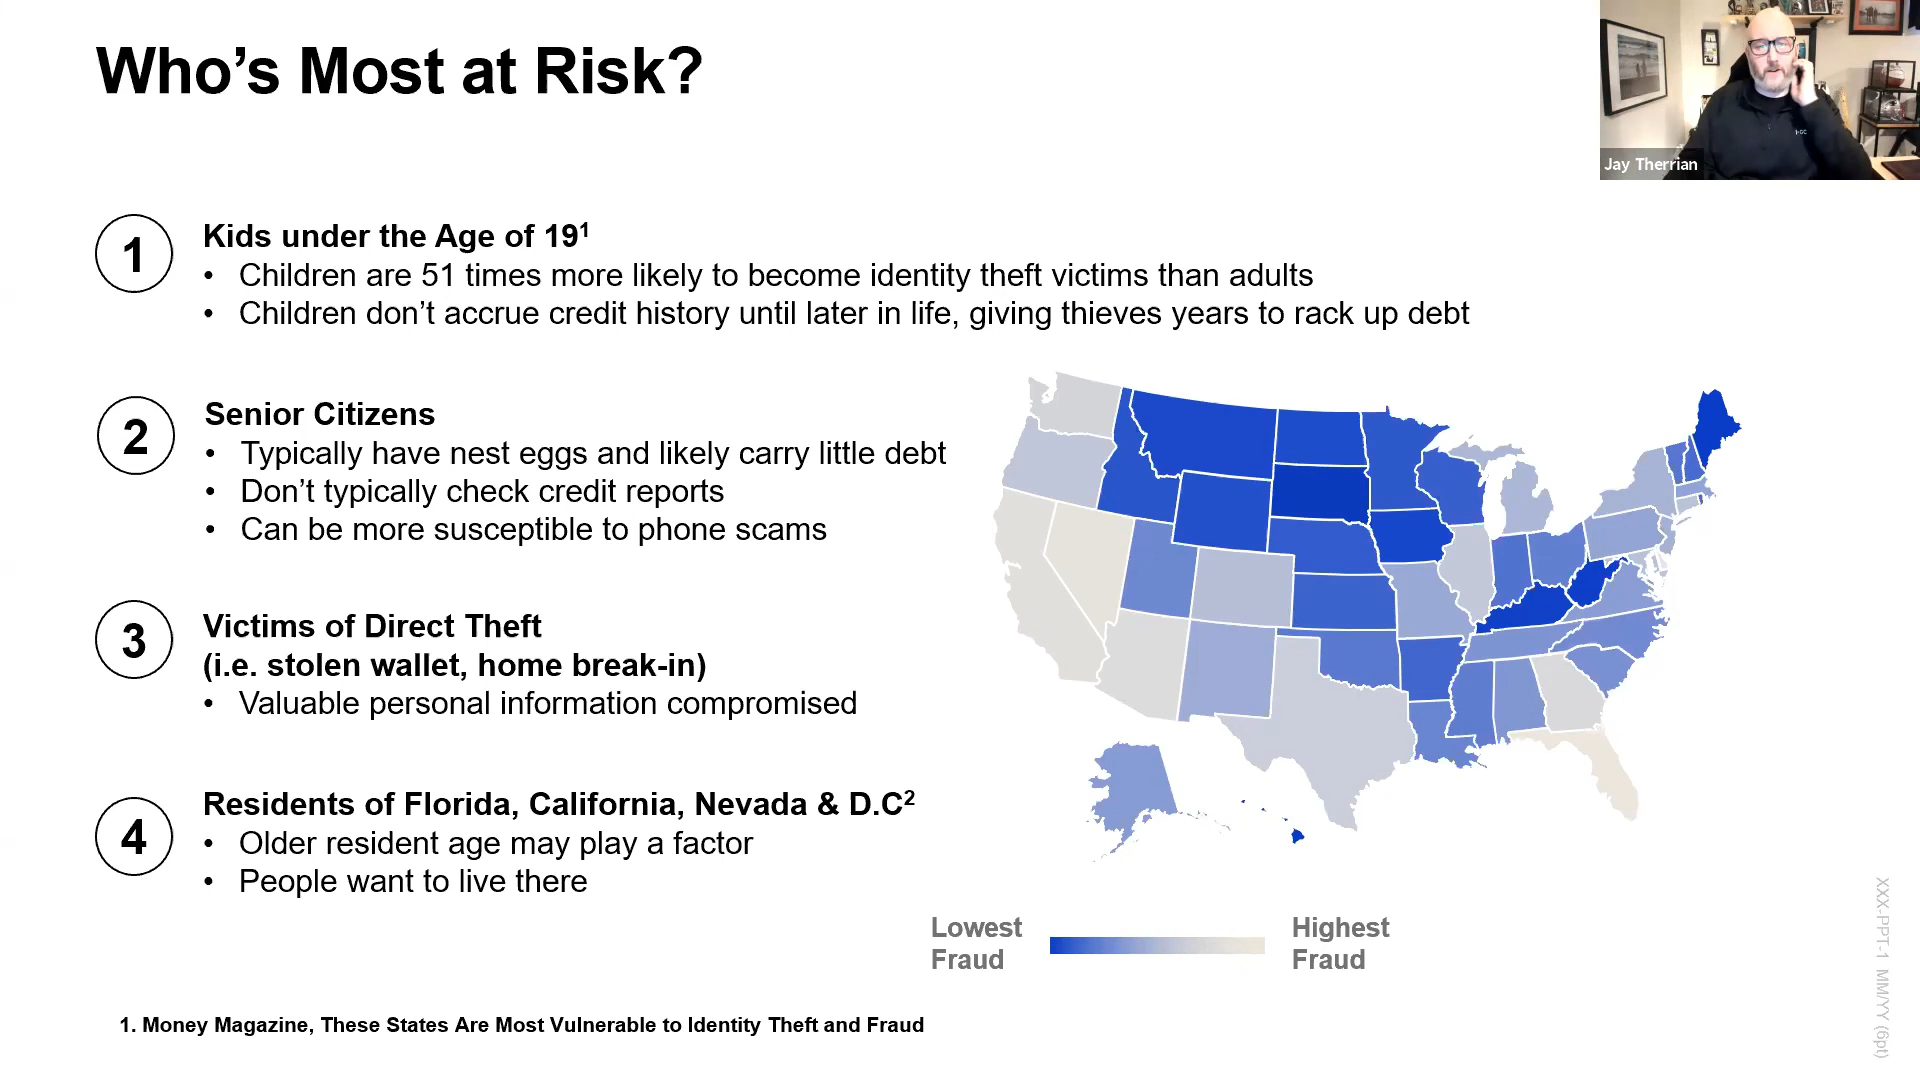 Who’s Most at Risk?
Jay Therrian
1
Kids under the Age of 19¹
• Children are 51 times more likely to become identity theft victims than adults
• Children don’t accrue credit history until later in life, giving thieves years to rack up debt
2
Senior Citizens
• Typically have nest eggs and likely carry little debt
• Don’t typically check credit reports
• Can be more susceptible to phone scams
3
Victims of Direct Theft
(i.e. stolen wallet, home break-in)
• Valuable personal information compromised
4
Residents of Florida, California, Nevada & D.C²
• Older resident age may play a factor
• People want to live there
Lowest
Fraud
Highest
Fraud
1. Money Magazine, These States Are Most Vulnerable to Identity Theft and Fraud
XXX-PPT-1 MM/YY (6pt)